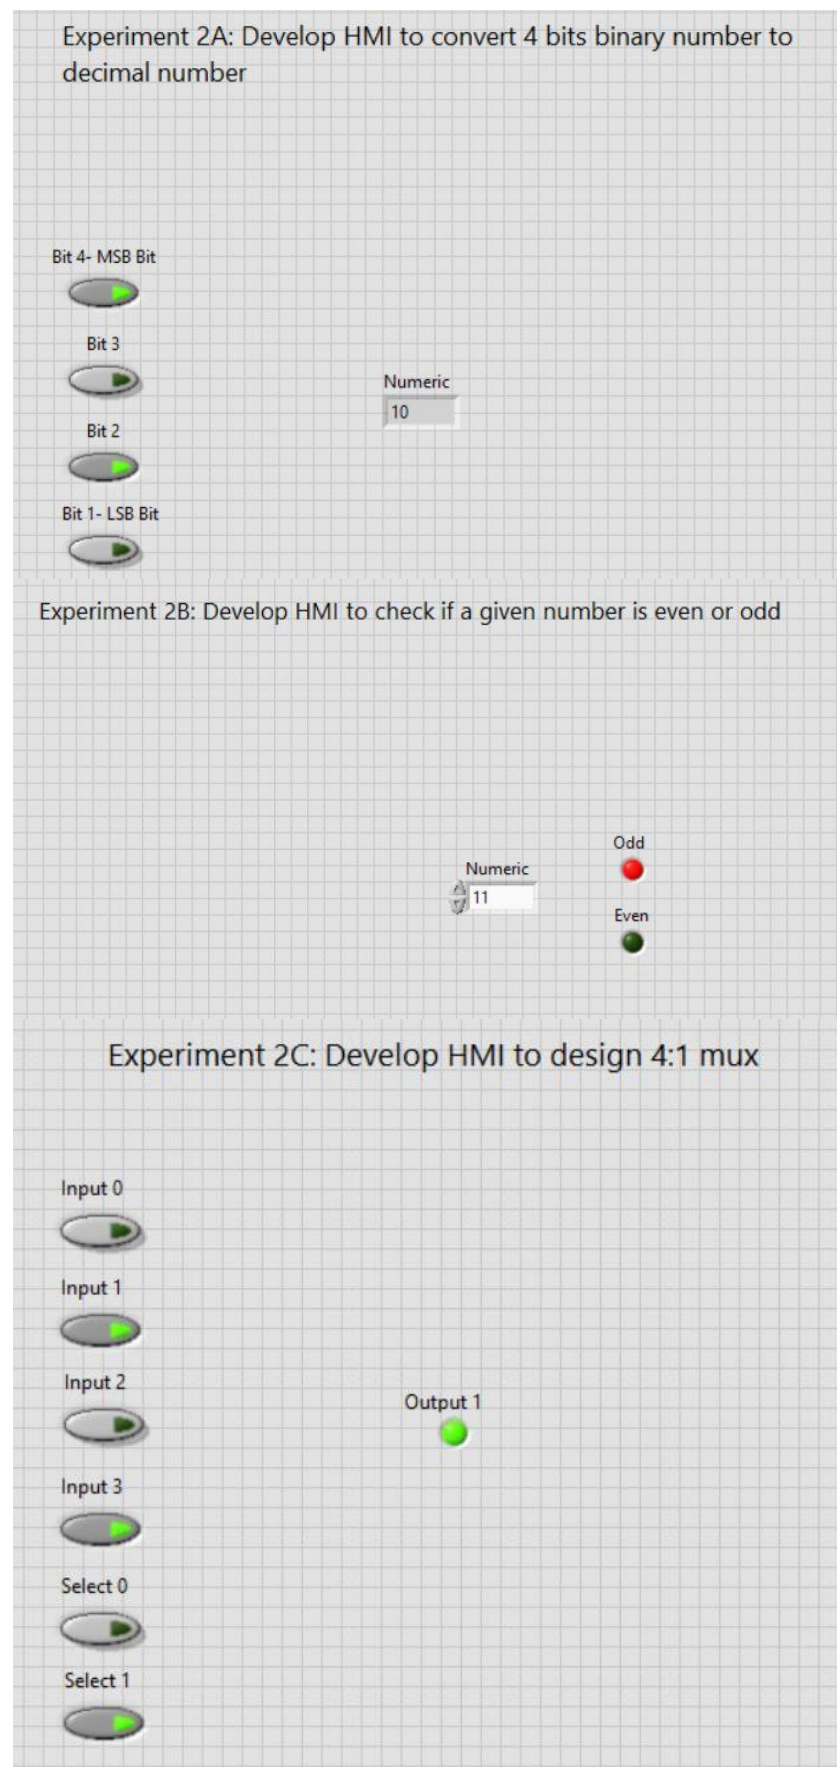 Experiment 2A: Develop HMI to convert 4 bits binary number to
decimal number
Bit 4- MSB Bit
Bit 3
Numeric
10
Bit 2
Bit 1- LSB Bit
Experiment 2B: Develop HMI to check if a given number is even or odd
Odd
Numeric
11
Even
Experiment 2C: Develop HMI to design 4:1 mux
Input 0
Input 1
Input 2
Output 1
Input 3
Select 0
Select 1